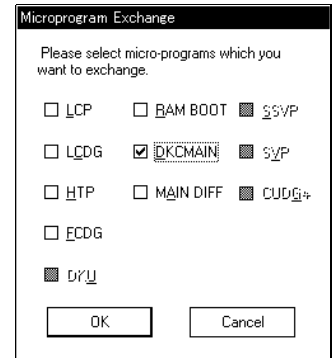 Microprogram Exchange
Please select micro-programs which you
want to exchange.
LCP RAM BOOT SSVP
LCDG DKCMAIN SVP
HTP MAIN DIFF CUDG4
FCDG
DKU
OK Cancel